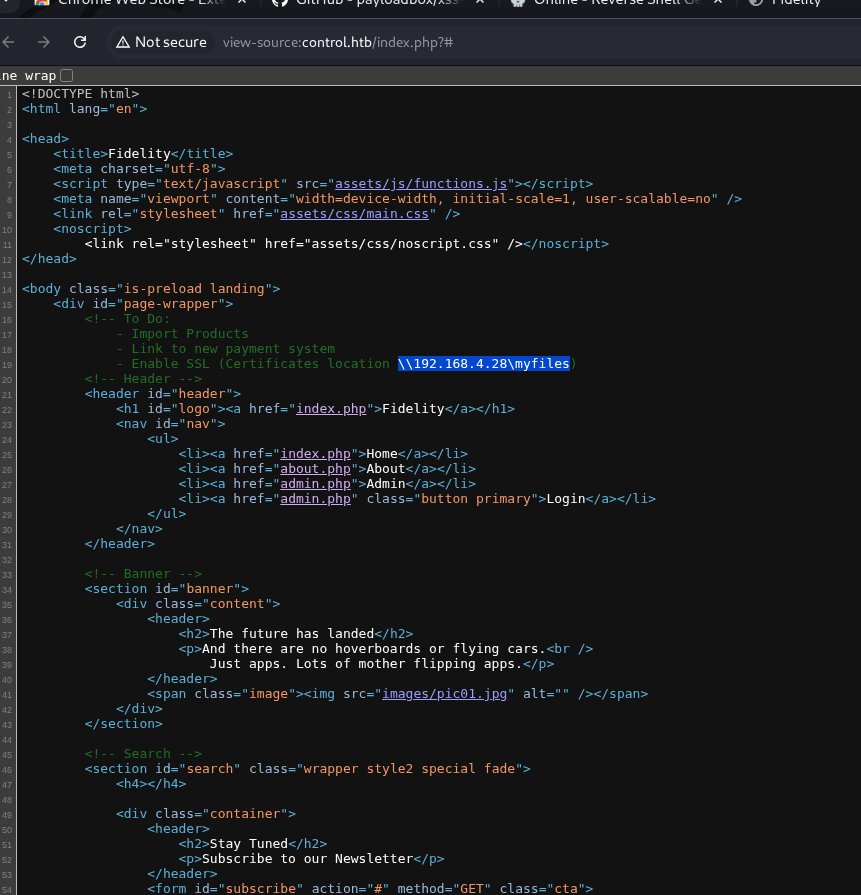 Chrome Web Store - Exte
GitHub - payloadbox/xss-
Online - Reverse Shell Ge
Fidelity
Not secure view-source:control.htb/index.php?#
ne wrap
1 <!DOCTYPE html>
2 <html lang="en">
3
4 <head>
5 <title>Fidelity</title>
6 <meta charset="utf-8">
7 <script type="text/javascript" src="assets/js/functions.js"></script>
8 <meta name="viewport" content="width=device-width, initial-scale=1, user-scalable=no" />
9 <link rel="stylesheet" href="assets/css/main.css" />
10 <noscript>
11 <link rel="stylesheet" href="assets/css/noscript.css" /></noscript>
12 </head>
13
14 <body class="is-preload landing">
15 <div id="page-wrapper">
16 <!-- To Do:
17 - Import Products
18 - Link to new payment system
19 - Enable SSL (Certificates location \\192.168.4.28\myfiles)
20 <!-- Header -->
21 <header id="header">
22 <h1 id="logo"><a href="index.php">Fidelity</a></h1>
23 <nav id="nav">
24 <ul>
25 <li><a href="index.php">Home</a></li>
26 <li><a href="about.php">About</a></li>
27 <li><a href="admin.php">Admin</a></li>
28 <li><a href="admin.php" class="button primary">Login</a></li>
29 </ul>
30 </nav>
31 </header>
32
33 <!-- Banner -->
34 <section id="banner">
35 <div class="content">
36 <header>
37 <h2>The future has landed</h2>
38 <p>And there are no hoverboards or flying cars.<br />
39 Just apps. Lots of mother flipping apps.</p>
40 </header>
41 <span class="image"><img src="images/pic01.jpg" alt="" /></span>
42 </div>
43 </section>
44
45 <!-- Search -->
46 <section id="search" class="wrapper style2 special fade">
47 <h4></h4>
48
49 <div class="container">
50 <header>
51 <h2>Stay Tuned</h2>
52 <p>Subscribe to our Newsletter</p>
53 </header>
54 <form id="subscribe" action="#" method="GET" class="cta">